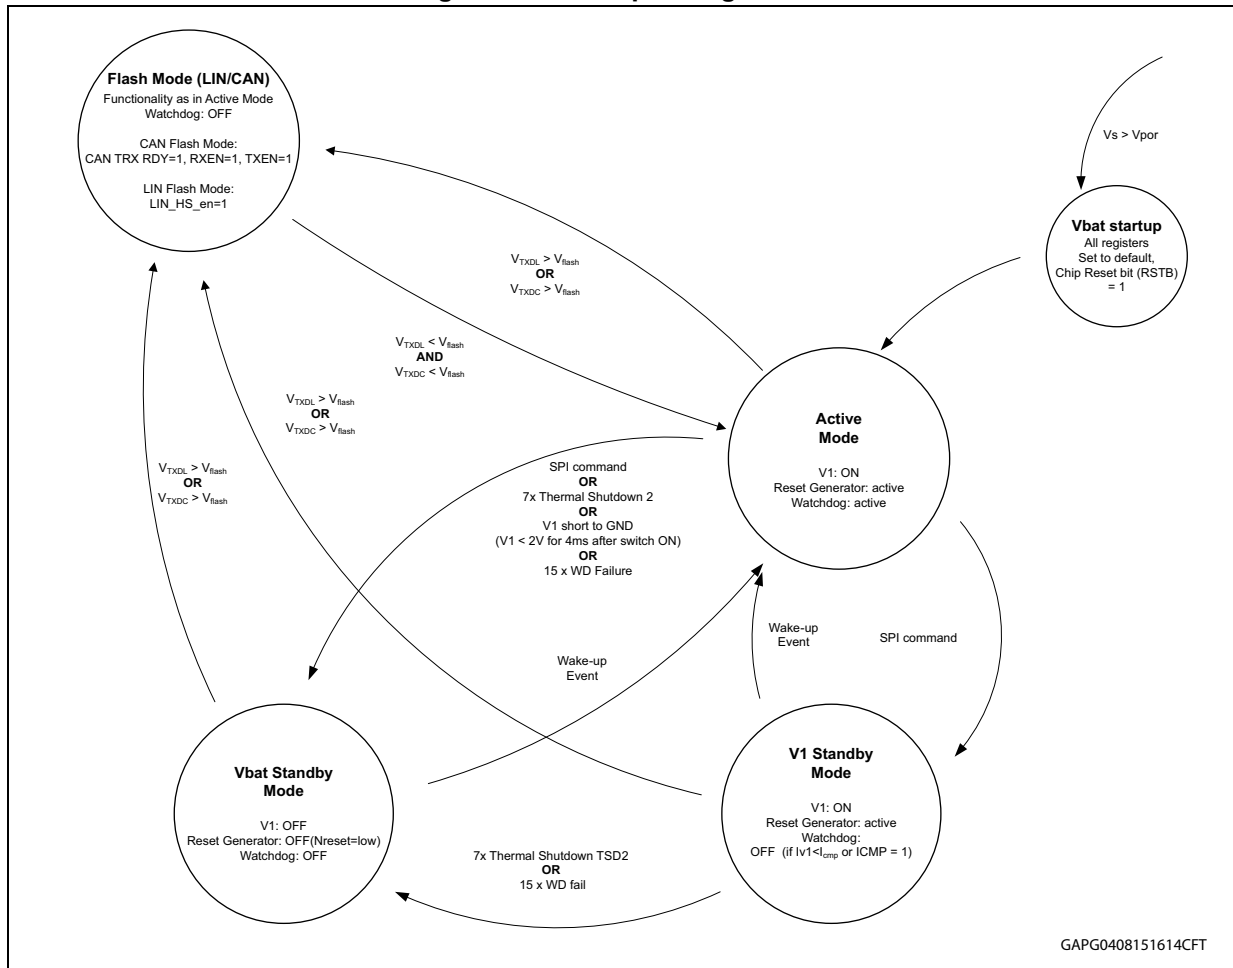 Flash Mode (LIN/CAN)
Functionality as in Active Mode
Watchdog: OFF
CAN Flash Mode:
CAN TRX RDY=1, RXEN=1, TXEN=1
LIN Flash Mode:
LIN_HS_en=1
Vs > Vpor
Vbat startup
All registers
Set to default,
Chip Reset bit (RSTB)
= 1
VTXDL > Vflash
OR
VTXDC > Vflash
VTXDL < Vflash
AND
VTXDC < Vflash
VTXDL > Vflash
OR
VTXDC > Vflash
VTXDL > Vflash
OR
VTXDC > Vflash
Active
Mode
V1: ON
Reset Generator: active
Watchdog: active
SPI command
OR
7x Thermal Shutdown 2
OR
V1 short to GND
(V1 < 2V for 4ms after switch ON)
OR
15 x WD Failure
Wake-up
Event
Wake-up
Event
SPI command
Vbat Standby
Mode
V1: OFF
Reset Generator: OFF(Nreset=low)
Watchdog: OFF
V1 Standby
Mode
V1: ON
Reset Generator: active
Watchdog:
OFF (if Iv1<Icmp or ICMP = 1)
7x Thermal Shutdown TSD2
OR
15 x WD fail
GAPG0408151614CFT